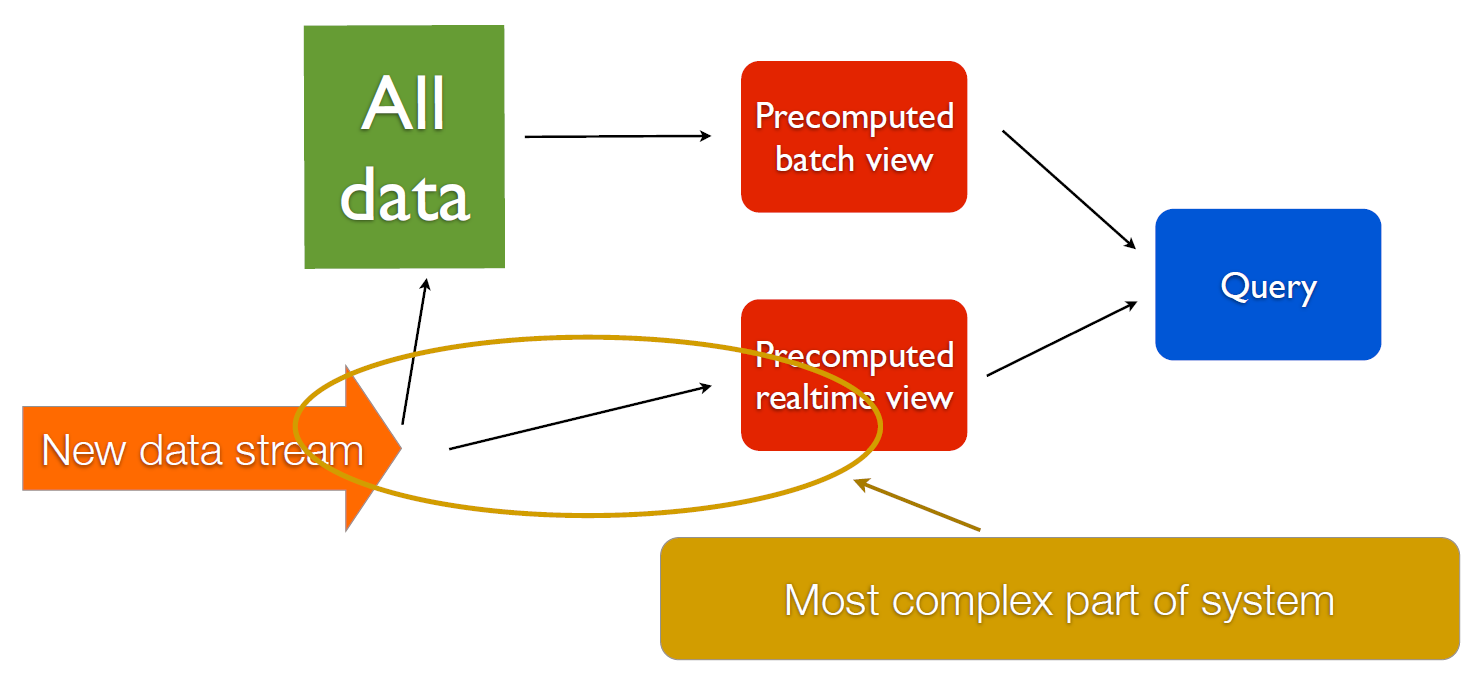 All
data
Precomputed
batch view
Query
Precomputed
realtime view
New data stream
Most complex part of system